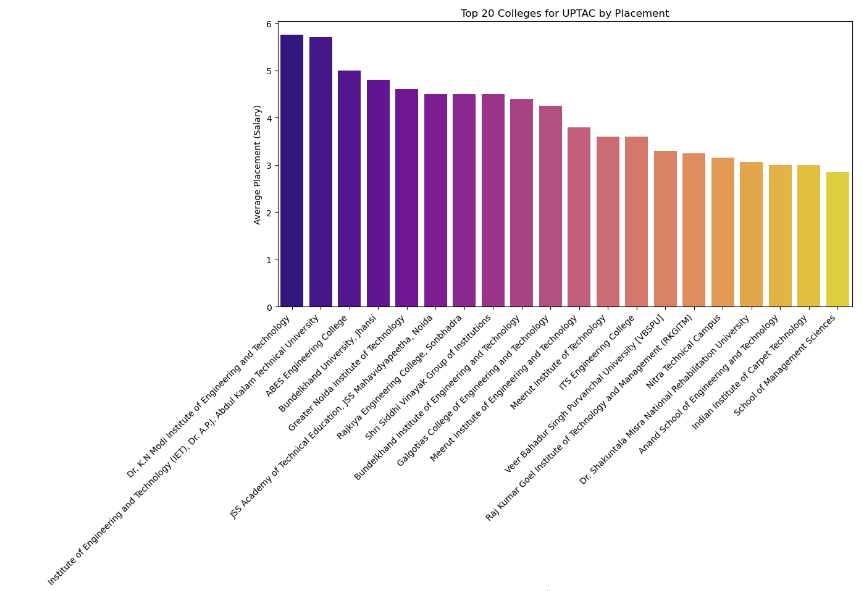 Top 20 Colleges for UPTAC by Placement
Average Placement (Salary)
6
5
4
3
2
1
0
Dr. K.N Modi Institute of Engineering and Technology
Institute of Engineering and Technology (IET), Dr. A.P.J. Abdul Kalam Technical University
ABES Engineering College
Bundelkhand University, Jhansi
Greater Noida Institute of Technology
JSS Academy of Technical Education, JSS Mahavidyapeetha, Noida
Rajkiya Engineering College, Sonbhadra
Shri Siddhi Vinayak Group of Institutions
Bundelkhand Institute of Engineering and Technology
Galgotias College of Engineering and Technology
Meerut Institute of Engineering and Technology
Meerut Institute of Technology
ITS Engineering College
Veer Bahadur Singh Purvanchal University [VBSPU]
Raj Kumar Goel Institute of Technology and Management (RKGITM)
Nitra Technical Campus
Dr. Shakuntala Misra National Rehabilitation University
Anand School of Engineering and Technology
Indian Institute of Carpet Technology
School of Management Sciences